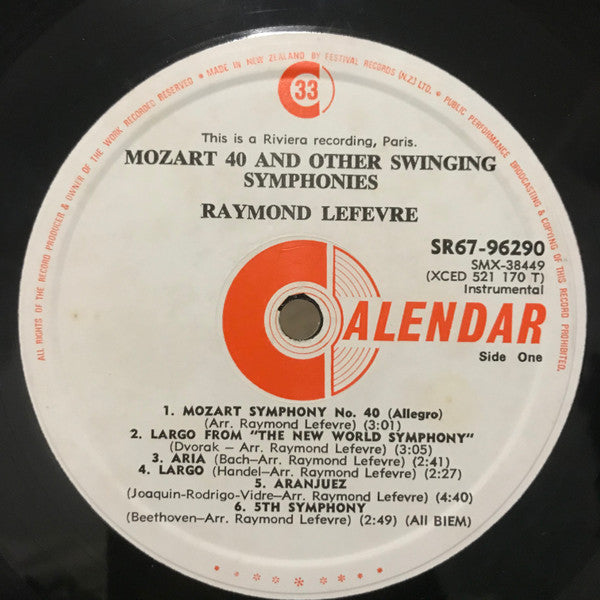 ALL RIGHTS OF THE RECORD PRODUCER & OWNER OF THE WORK RECORDED RESERVED * MADE IN NEW ZEALAND BY FESTIVAL RECORDS (N.Z.) LTD. * PUBLIC PERFORMANCE BROADCASTING & COPYING OF THIS RECORD PROHIBITED.
33
This is a Riviera recording, Paris.
MOZART 40 AND OTHER SWINGING
SYMPHONIES
RAYMOND LEFEVRE
SR67-96290
SMX-38449
(XCED 521 170 T)
Instrumental
CALENDAR
Side One
1. MOZART SYMPHONY No. 40 (Allegro)
(Arr. Raymond Lefevre) (3:01)
2. LARGO FROM "THE NEW WORLD SYMPHONY"
(Dvorak – Arr. Raymond Lefevre) (3:05)
3. ARIA (Bach–Arr. Raymond Lefevre) (2:41)
4. LARGO (Handel–Arr. Raymond Lefevre) (2:27)
5. ARANJUEZ
(Joaquin-Rodrigo-Vidre–Arr. Raymond Lefevre) (4:40)
6. 5TH SYMPHONY
(Beethoven–Arr. Raymond Lefevre) (2:49) (All BIEM)